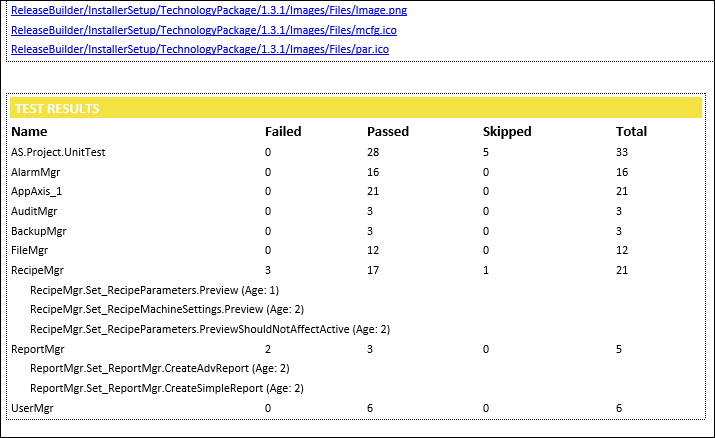 ReleaseBuilder/InstallerSetup/TechnologyPackage/1.3.1/Images/Files/Image.png
ReleaseBuilder/InstallerSetup/TechnologyPackage/1.3.1/Images/Files/mcfg.ico
ReleaseBuilder/InstallerSetup/TechnologyPackage/1.3.1/Images/Files/par.ico
TEST RESULTS
Name Failed Passed Skipped Total
AS.Project.UnitTest 0 28 5 33
AlarmMgr 0 16 0 16
AppAxis_1 0 21 0 21
AuditMgr 0 3 0 3
BackupMgr 0 3 0 3
FileMgr 0 12 0 12
RecipeMgr 3 17 1 21
RecipeMgr.Set_RecipeParameters.Preview (Age: 1)
RecipeMgr.Set_RecipeMachineSettings.Preview (Age: 2)
RecipeMgr.Set_RecipeParameters.PreviewShouldNotAffectActive (Age: 2)
ReportMgr 2 3 0 5
ReportMgr.Set_ReportMgr.CreateAdvReport (Age: 2)
ReportMgr.Set_ReportMgr.CreateSimpleReport (Age: 2)
UserMgr 0 6 0 6